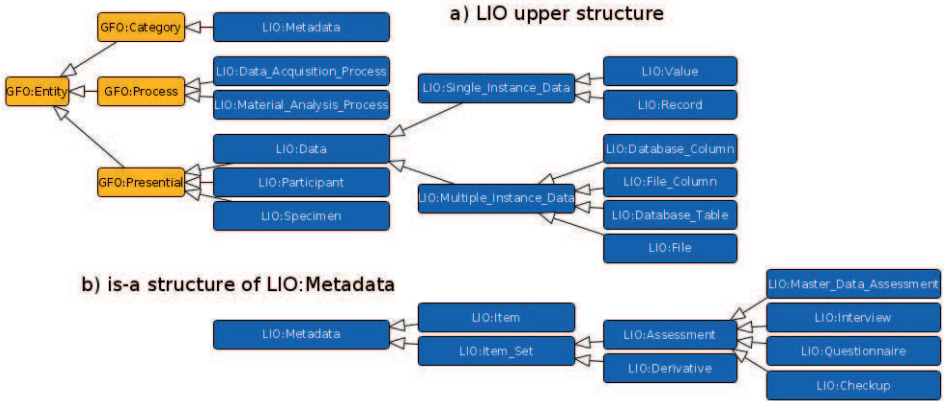 a) LIO upper structure
GFO:Category
LIO:Metadata
GFO:Entity
GFO:Process
LIO:Data_Acquisition_Process
LIO:Material_Analysis_Process
GFO:Presential
LIO:Data
LIO:Participant
LIO:Specimen
LIO:Single_Instance_Data
LIO:Value
LIO:Record
LIO:Multiple_Instance_Data
LIO:Database_Column
LIO:File_Column
LIO:Database_Table
LIO:File
b) is-a structure of LIO:Metadata
LIO:Metadata
LIO:Item
LIO:Item_Set
LIO:Assessment
LIO:Derivative
LIO:Master_Data_Assessment
LIO:Interview
LIO:Questionnaire
LIO:Checkup